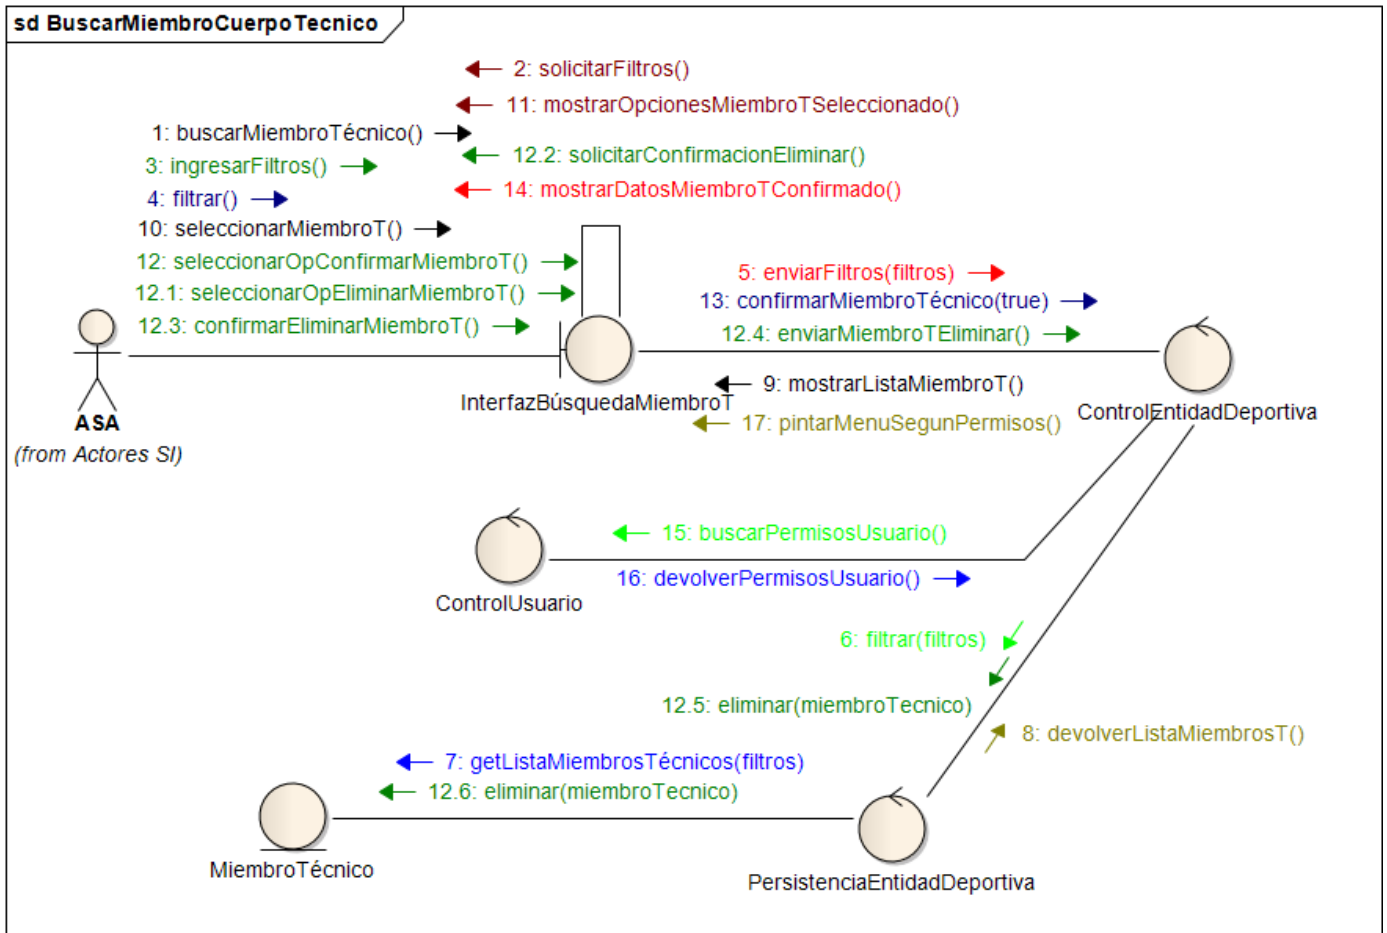 sd BuscarMiembroCuerpoTecnico
2: solicitarFiltros()
11: mostrarOpcionesMiembroTSeleccionado()
1: buscarMiembroTécnico()
12.2: solicitarConfirmacionEliminar()
3: ingresarFiltros()
14: mostrarDatosMiembroTConfirmado()
4: filtrar()
10: seleccionarMiembroT()
12: seleccionarOpConfirmarMiembroT()
5: enviarFiltros(filtros)
12.1: seleccionarOpEliminarMiembroT()
13: confirmarMiembroTécnico(true)
12.3: confirmarEliminarMiembroT()
12.4: enviarMiembroTEliminar()
9: mostrarListaMiembroT()
InterfazBúsquedaMiembroT
ControlEntidadDeportiva
17: pintarMenuSegunPermisos()
ASA
(from Actores SI)
15: buscarPermisosUsuario()
16: devolverPermisosUsuario()
ControlUsuario
6: filtrar(filtros)
12.5: eliminar(miembroTecnico)
8: devolverListaMiembrosT()
7: getListaMiembrosTécnicos(filtros)
12.6: eliminar(miembroTecnico)
MiembroTécnico
PersistenciaEntidadDeportiva